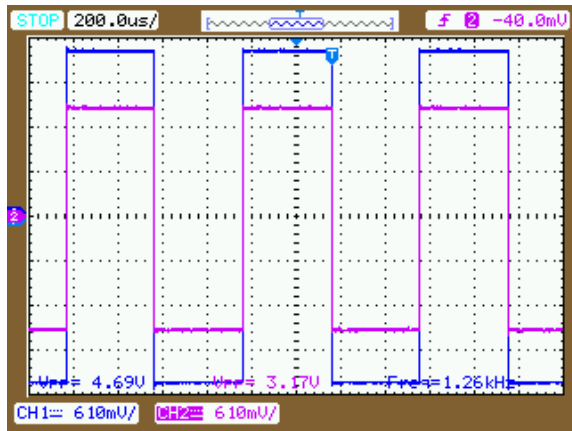 STOP 200.0us/ T 2 -40.0mV
T
2
Vpp= 4.69V Vpp= 3.17V Freq=1.26kHz
CH1 610mV/ CH2 610mV/